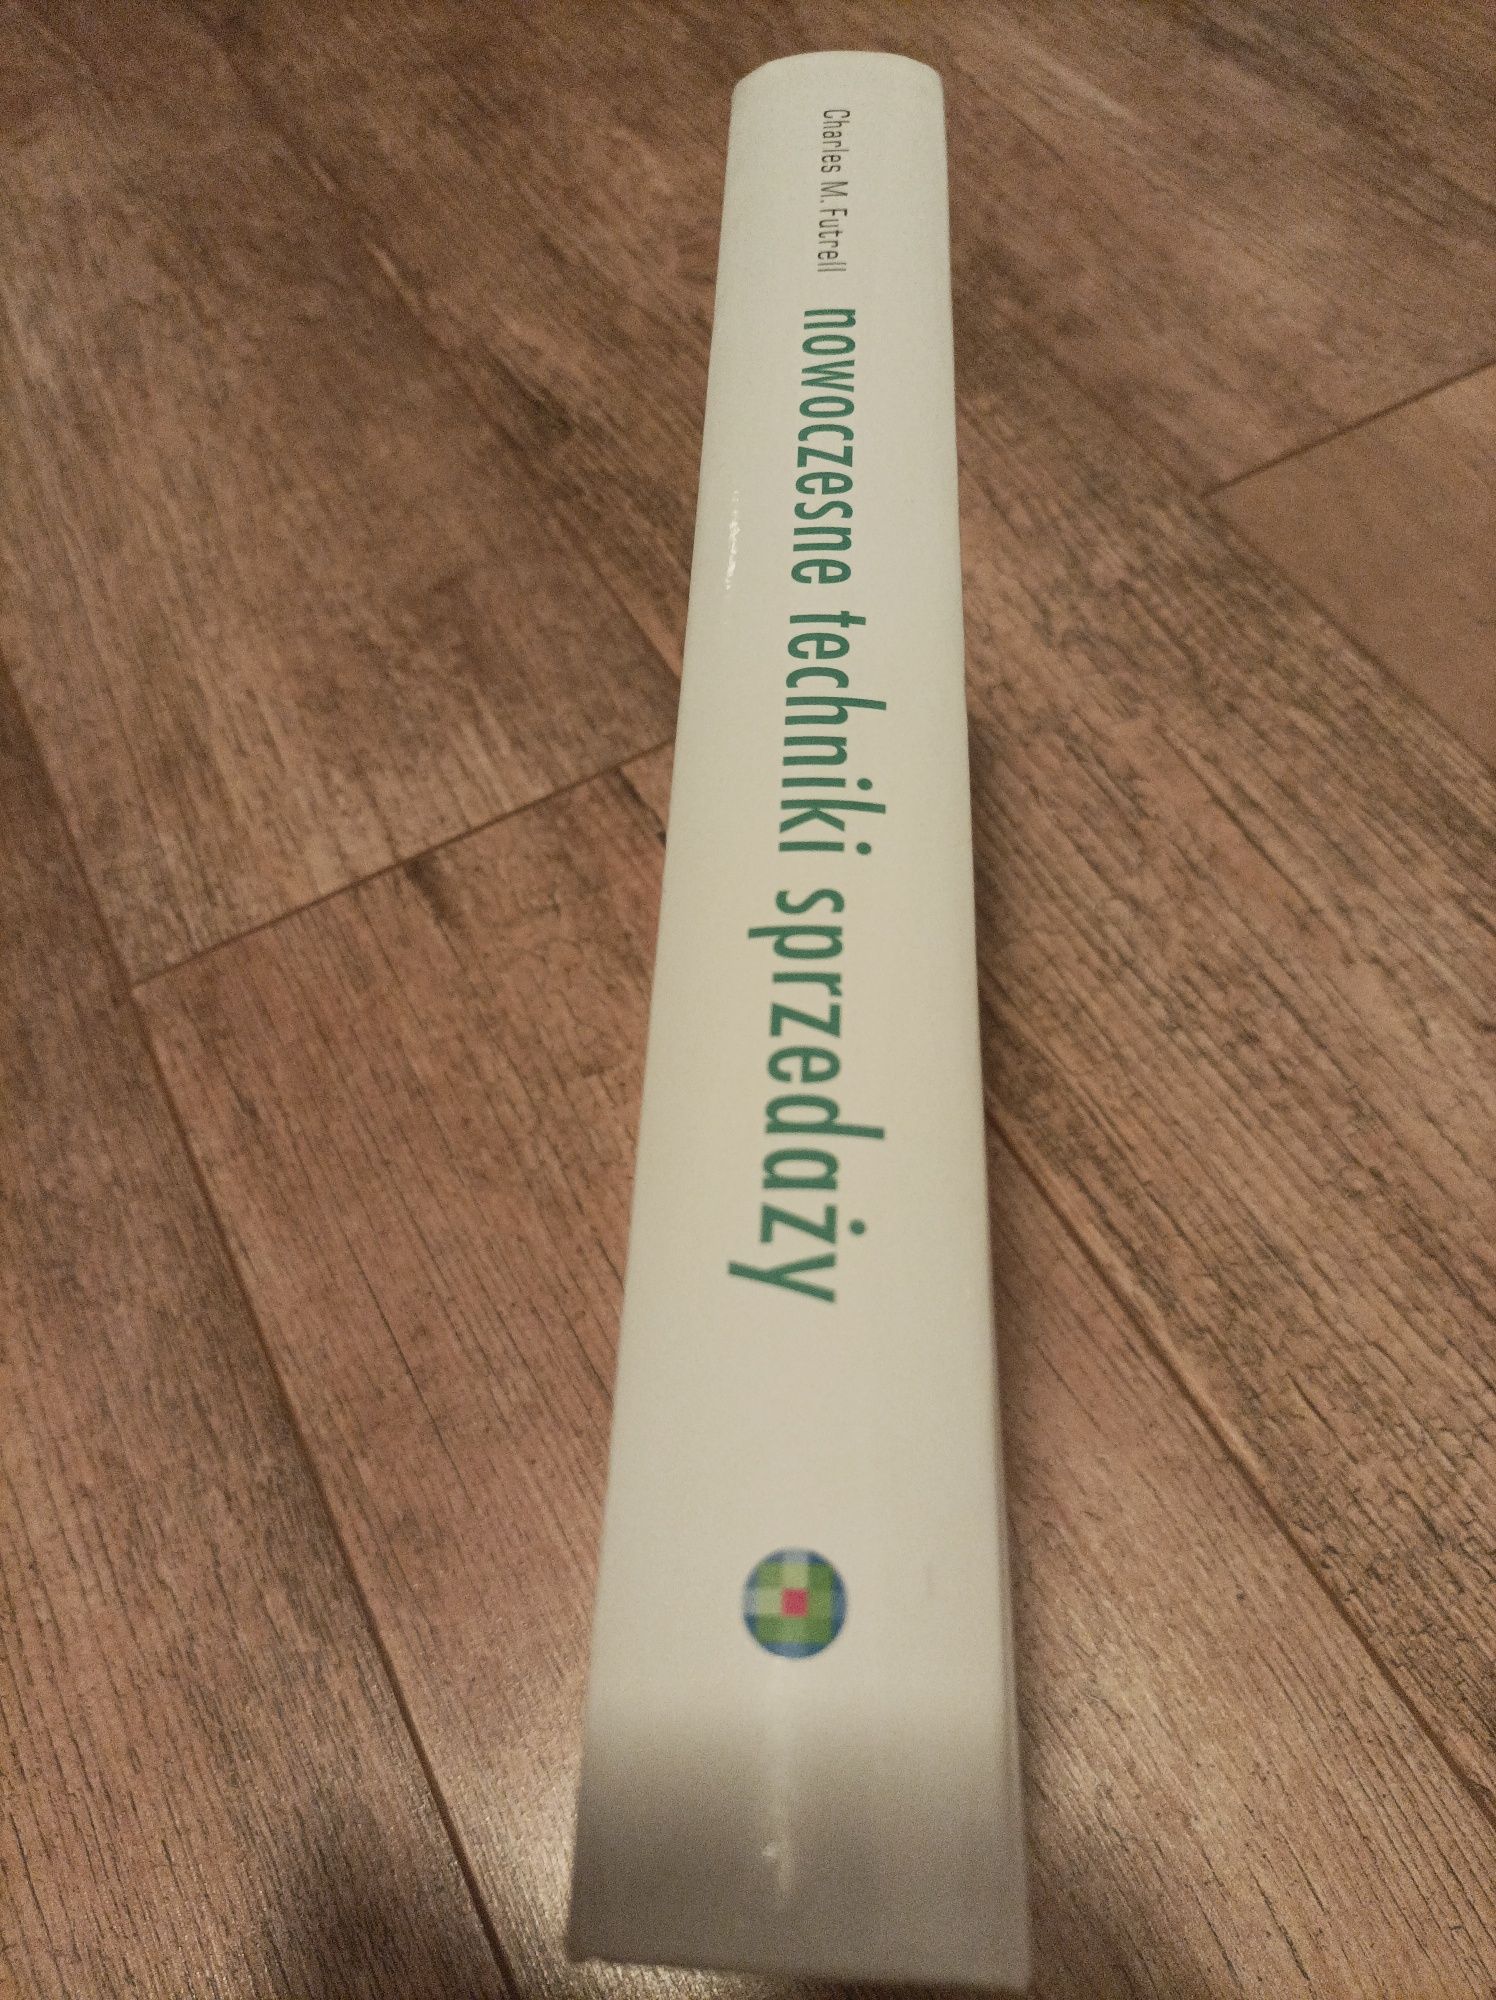 Charles M. Futrell nowoczesne techniki sprzedaży